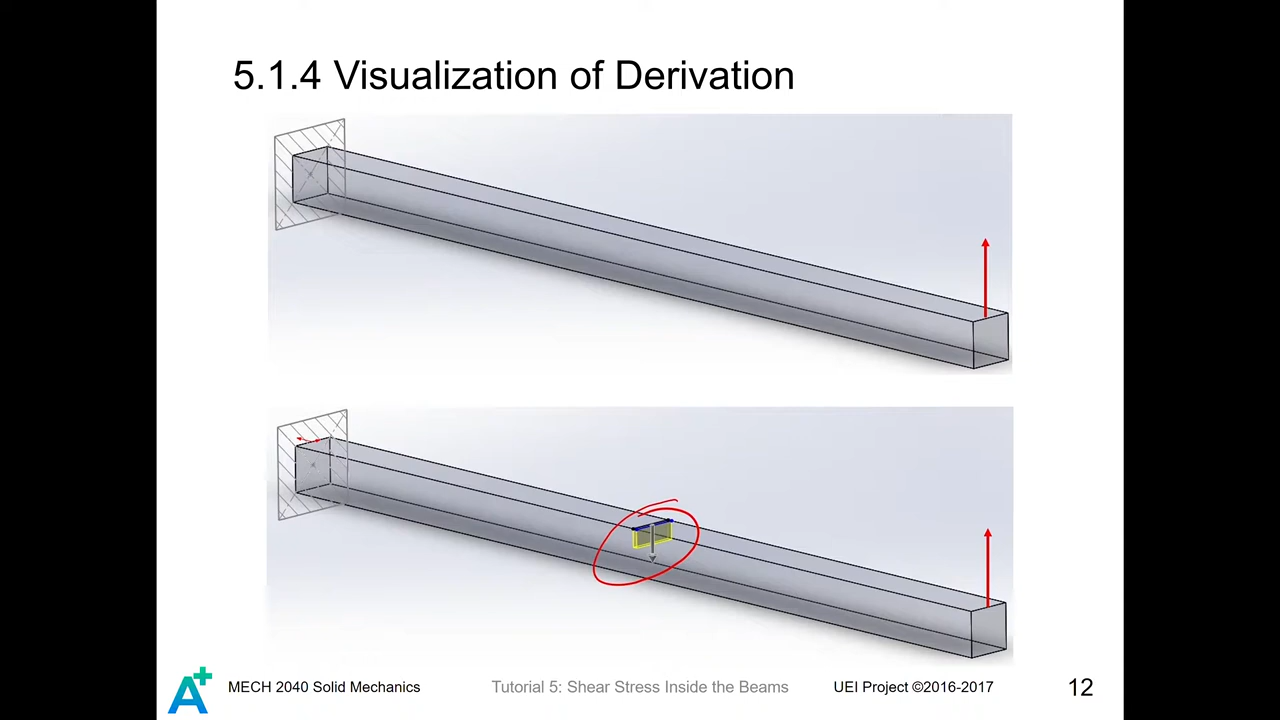 5.1.4 Visualization of Derivation
A+
MECH 2040 Solid Mechanics
Tutorial 5: Shear Stress Inside the Beams
UEI Project ©2016-2017
12